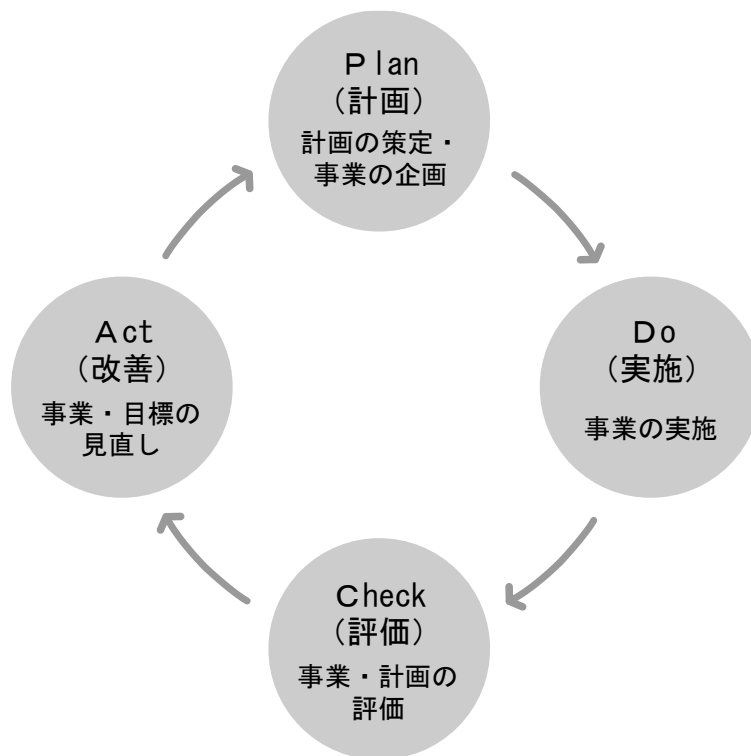 Plan
（計画）
計画の策定・
事業の企画
Do
（実施）
事業の実施
Check
（評価）
事業・計画の
評価
Act
（改善）
事業・目標の
見直し